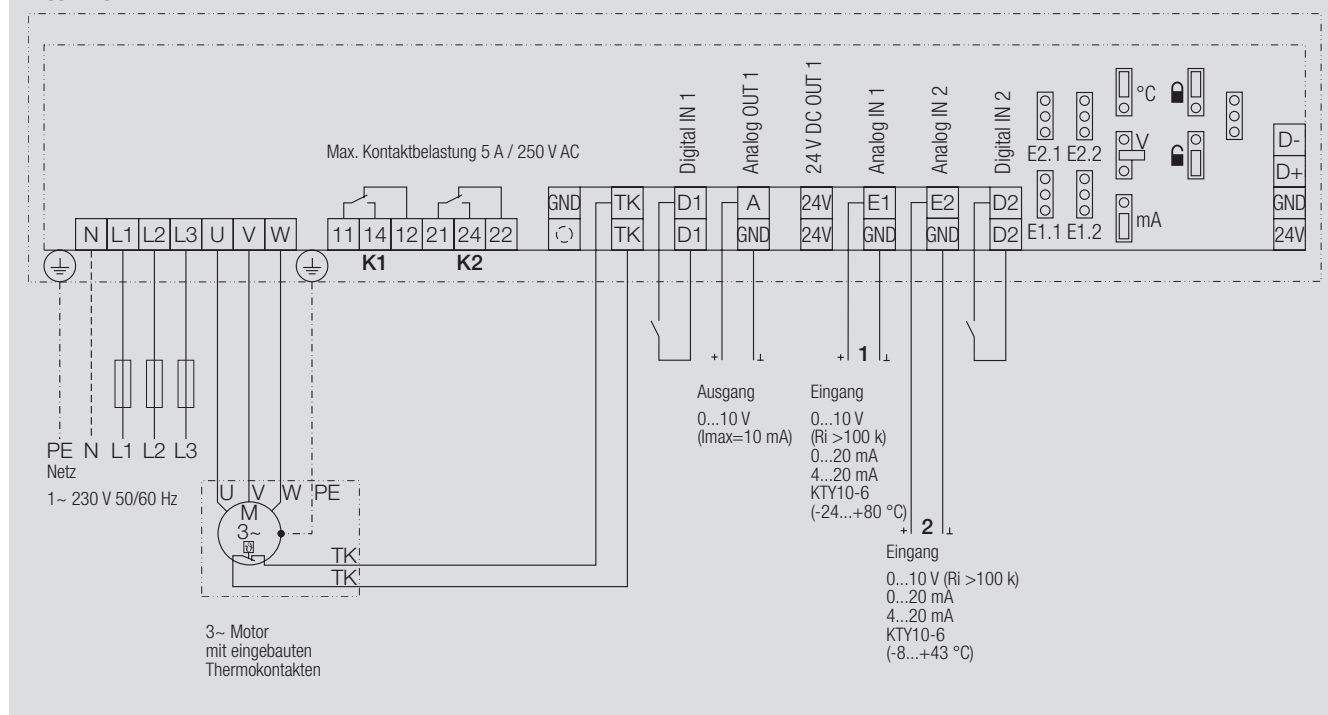 Digital IN 1
Analog OUT 1
24 V DC OUT 1
Analog IN 1
Analog IN 2
Digital IN 2
°C
V
mA
E2.1 E2.2
E1.1 E1.2
D-
D+
GND
24V
Max. Kontaktbelastung 5 A / 250 V AC
GND TK D1 A 24V E1 E2 D2
TK D1 GND 24V GND GND D2
N L1 L2 L3 U V W
11 14 12 21 24 22
K1 K2
+ ⊥
+ 1 ⊥
Ausgang
0...10 V
(Imax=10 mA)
Eingang
0...10 V
(Ri >100 k)
0...20 mA
4...20 mA
KTY10-6
(-24...+80 °C)
+ 2 ⊥
Eingang
0...10 V (Ri >100 k)
0...20 mA
4...20 mA
KTY10-6
(-8...+43 °C)
PE N L1 L2 L3
Netz
1~ 230 V 50/60 Hz
U V W PE
M
3~
TK
TK
3~ Motor
mit eingebauten
Thermokontakten